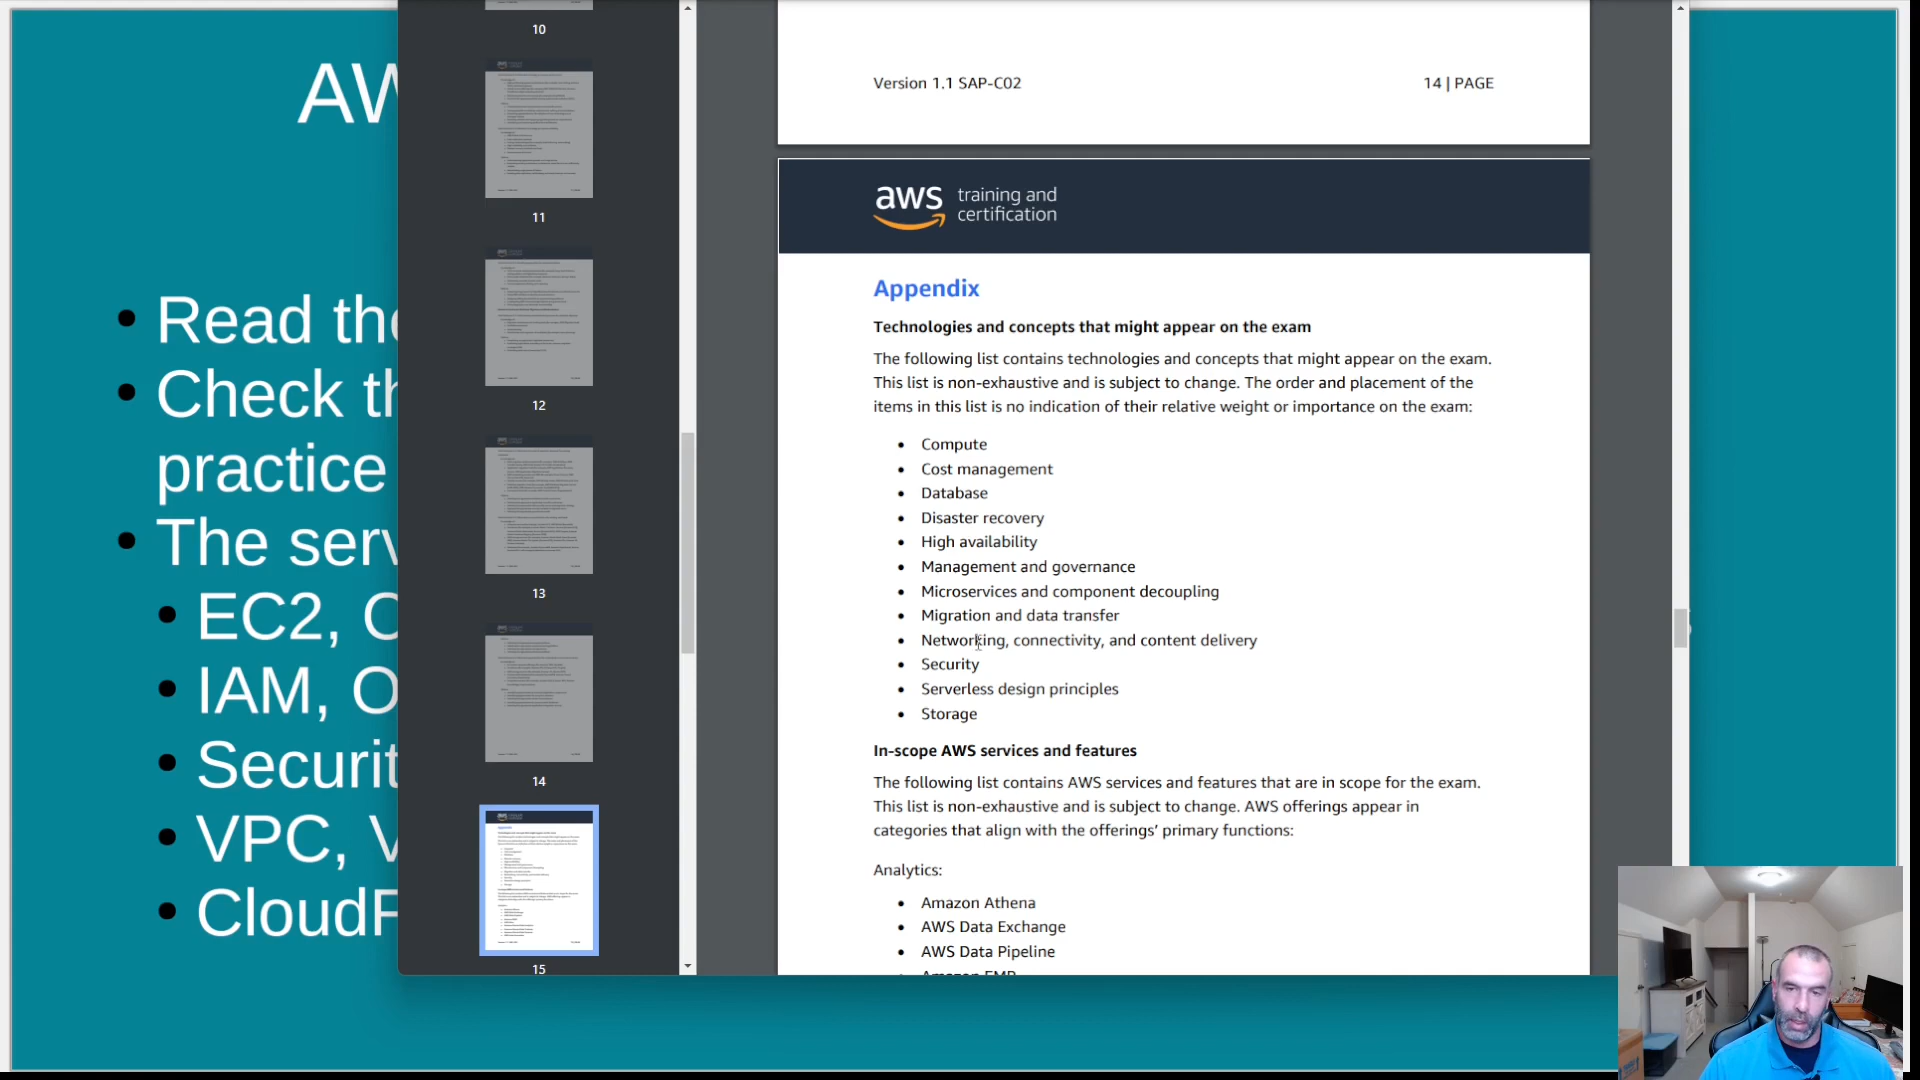 AW
Read the
Check th
practice
The serv
EC2, C
IAM, O
Securit
VPC, V
CloudF
10
11
12
13
14
15
Version 1.1 SAP-C02
14 | PAGE
aws training and
certification
Appendix
Technologies and concepts that might appear on the exam
The following list contains technologies and concepts that might appear on the exam.
This list is non-exhaustive and is subject to change. The order and placement of the
items in this list is no indication of their relative weight or importance on the exam:
Compute
Cost management
Database
Disaster recovery
High availability
Management and governance
Microservices and component decoupling
Migration and data transfer
Networking, connectivity, and content delivery
Security
Serverless design principles
Storage
In-scope AWS services and features
The following list contains AWS services and features that are in scope for the exam.
This list is non-exhaustive and is subject to change. AWS offerings appear in
categories that align with the offerings’ primary functions:
Analytics:
Amazon Athena
AWS Data Exchange
AWS Data Pipeline
Amazon EMR